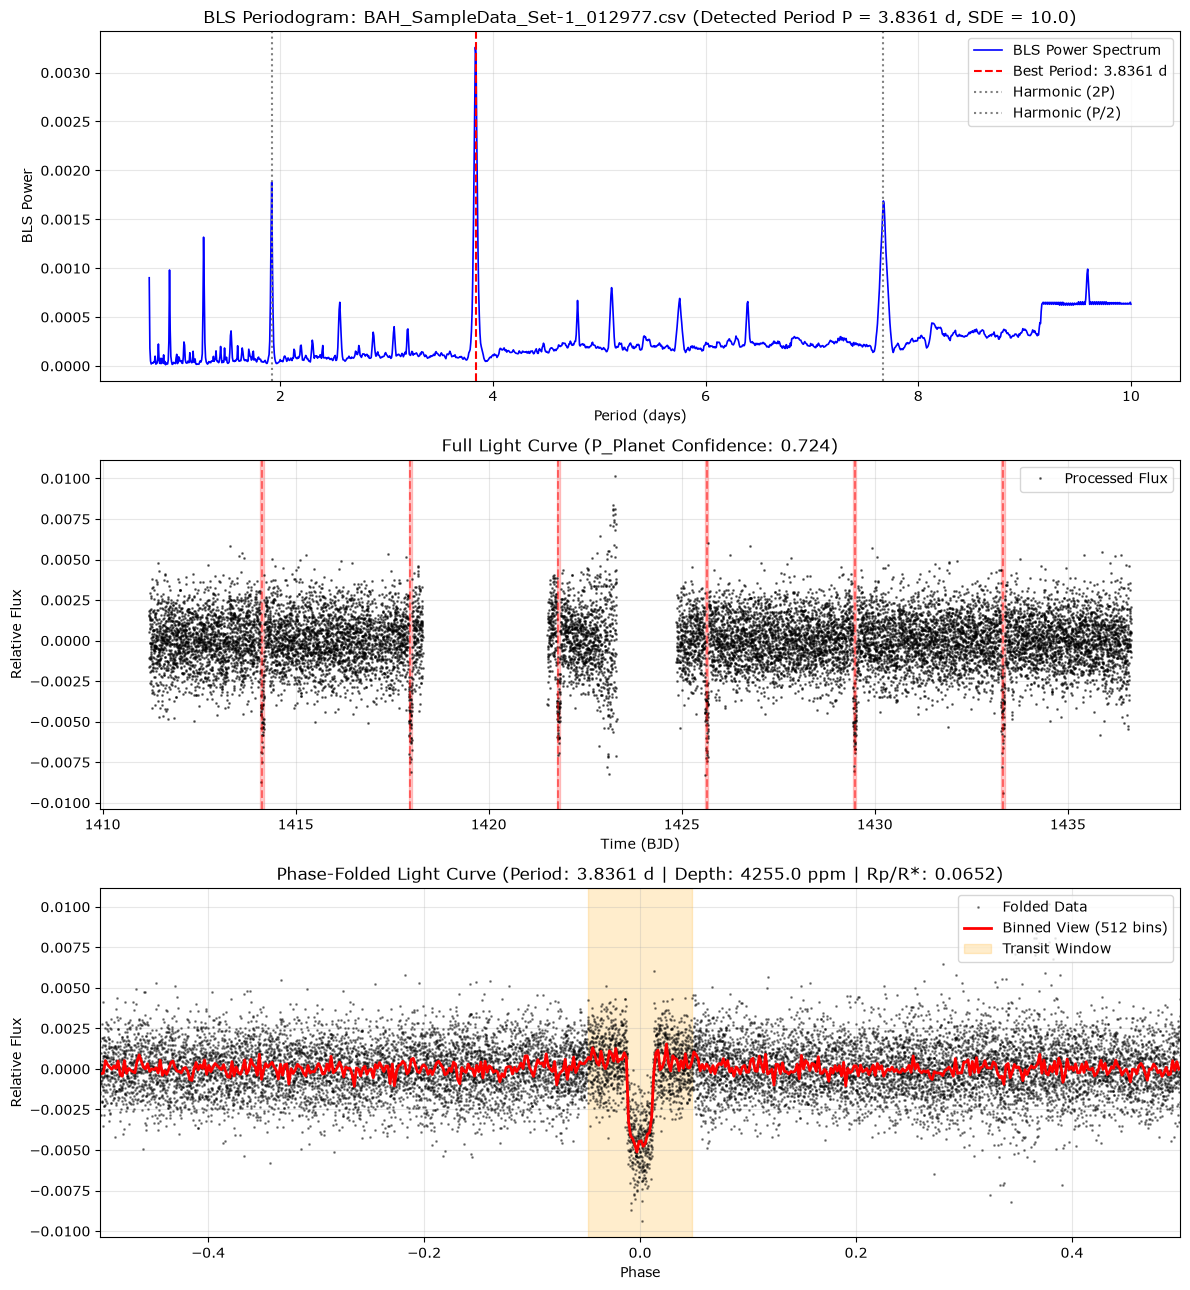 BLS Periodogram: BAH_SampleData_Set-1_012977.csv (Detected Period P = 3.8361 d, SDE = 10.0)
BLS Power Spectrum
Best Period: 3.8361 d
Harmonic (2P)
Harmonic (P/2)
BLS Power
0.0030
0.0025
0.0020
0.0015
0.0010
0.0005
0.0000
2 4 6 8 10
Period (days)
Full Light Curve (P_Planet Confidence: 0.724)
Processed Flux
Relative Flux
0.0100
0.0075
0.0050
0.0025
0.0000
−0.0025
−0.0050
−0.0075
−0.0100
1410 1415 1420 1425 1430 1435
Time (BJD)
Phase-Folded Light Curve (Period: 3.8361 d | Depth: 4255.0 ppm | Rp/R*: 0.0652)
Folded Data
Binned View (512 bins)
Transit Window
Relative Flux
0.0100
0.0075
0.0050
0.0025
0.0000
−0.0025
−0.0050
−0.0075
−0.0100
−0.4 −0.2 0.0 0.2 0.4
Phase